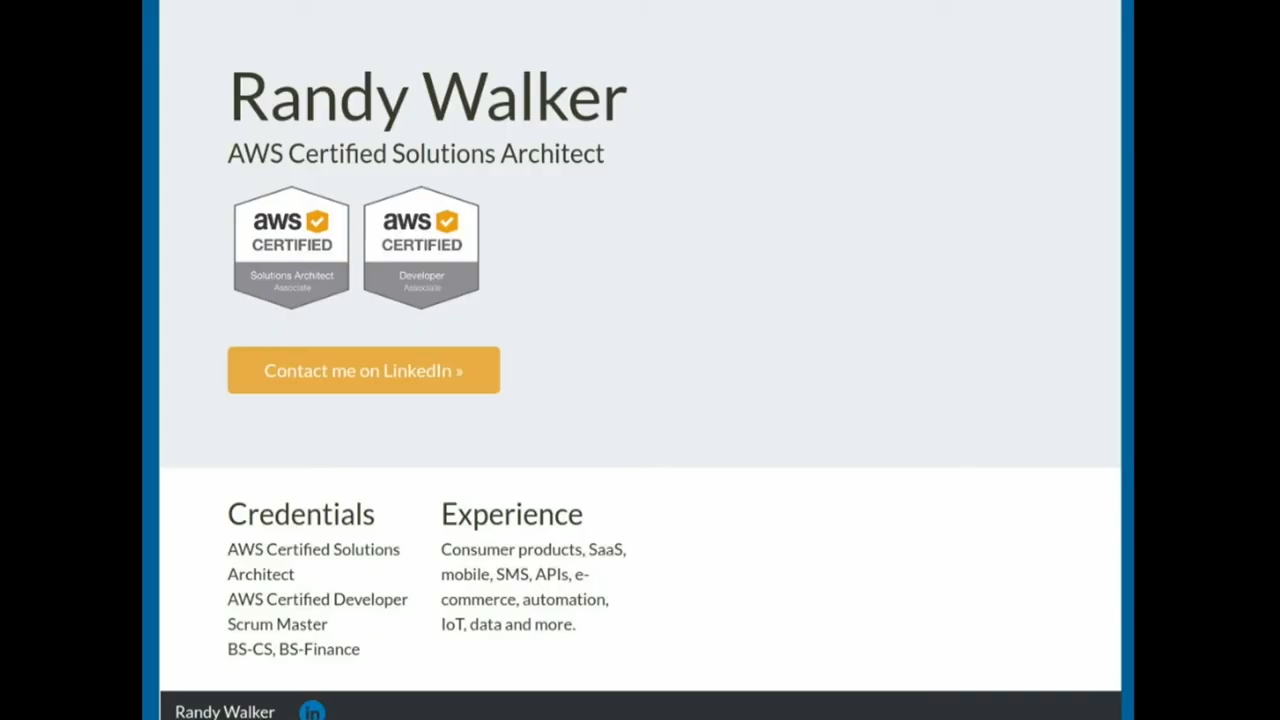 Randy Walker
AWS Certified Solutions Architect
aws
CERTIFIED
Solutions Architect
Associate
aws
CERTIFIED
Developer
Associate
Contact me on LinkedIn »
Credentials
AWS Certified Solutions
Architect
AWS Certified Developer
Scrum Master
BS-CS, BS-Finance
Experience
Consumer products, SaaS,
mobile, SMS, APIs, e-
commerce, automation,
IoT, data and more.
Randy Walker
in